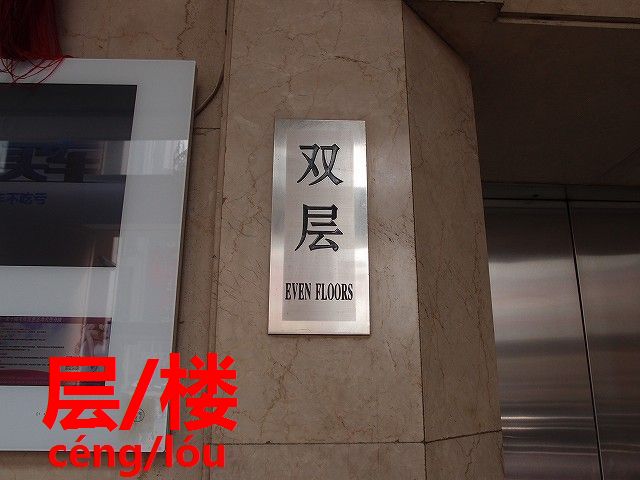 双
层
EVEN FLOORS
层/楼
céng/lóu